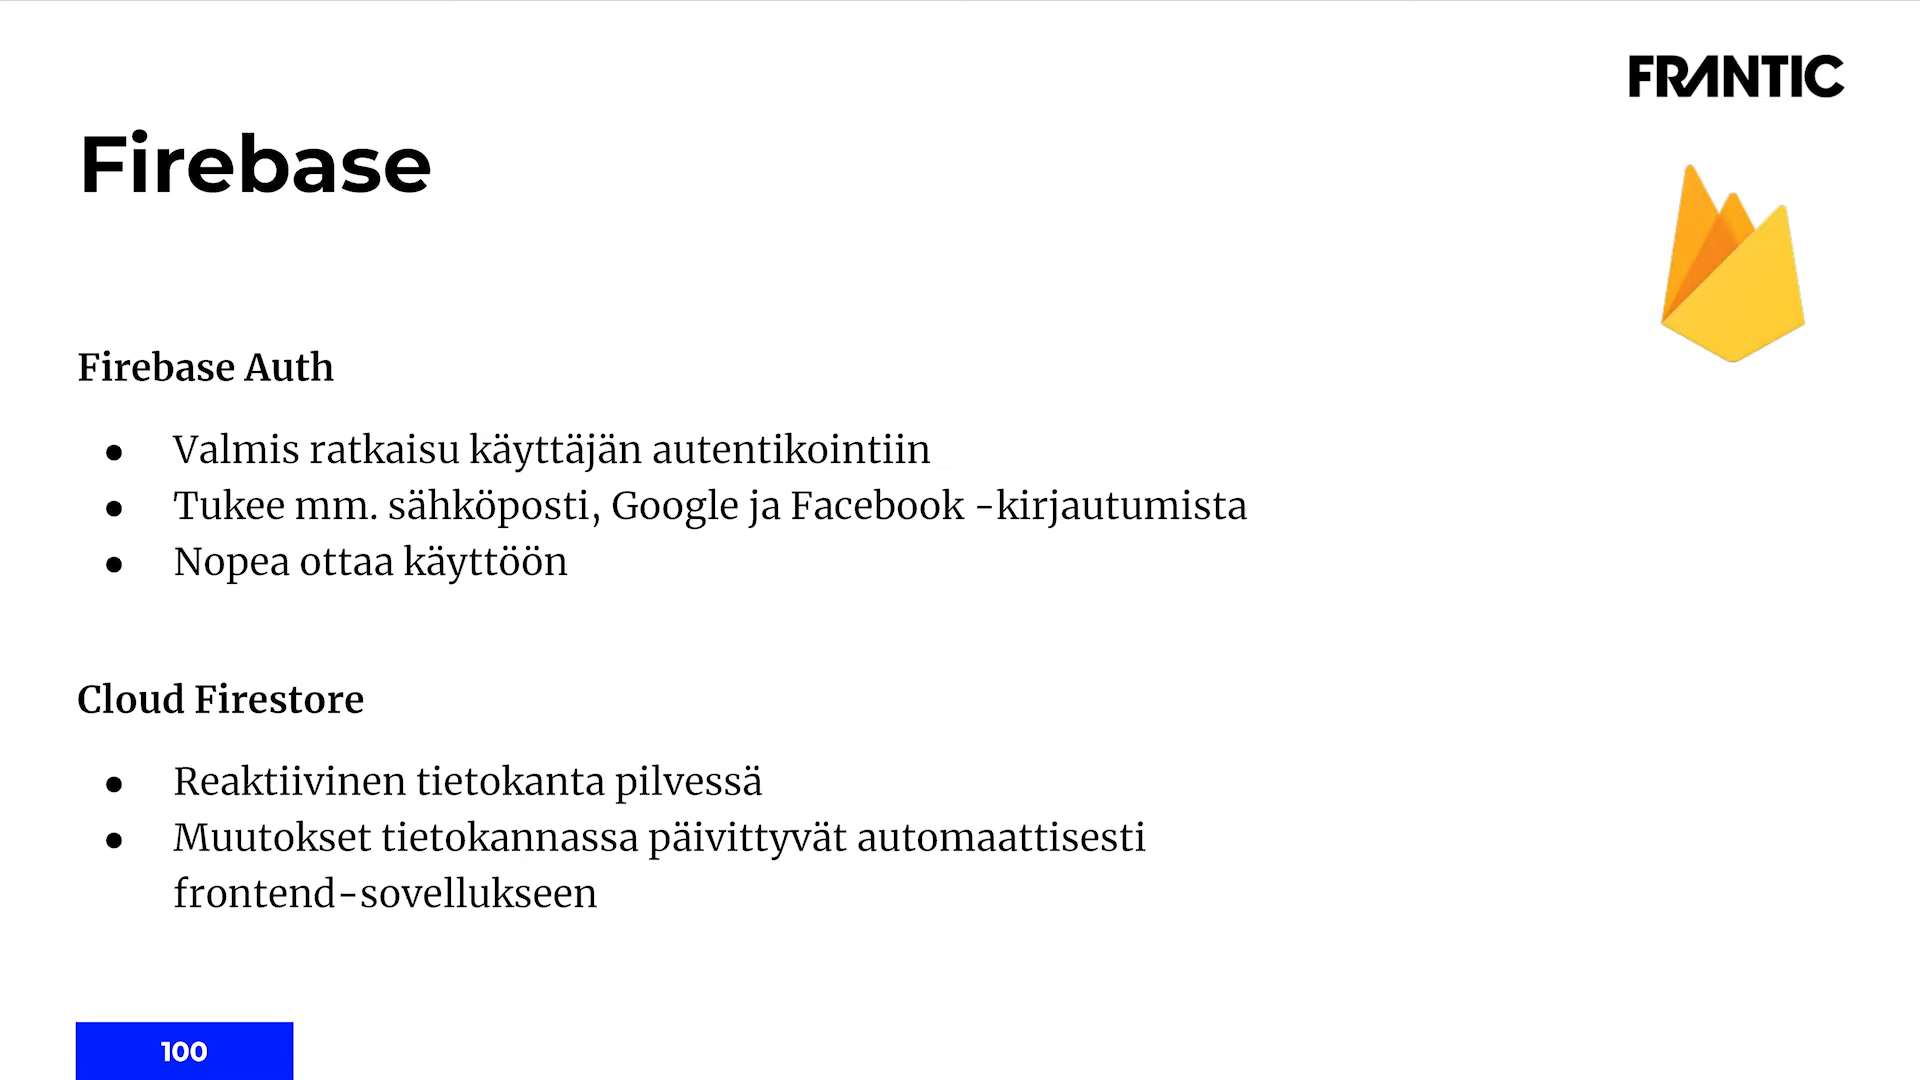 FRANTIC
Firebase
Firebase Auth
● Valmis ratkaisu käyttäjän autentikointiin
● Tukee mm. sähköposti, Google ja Facebook -kirjautumista
● Nopea ottaa käyttöön
Cloud Firestore
● Reaktiivinen tietokanta pilvessä
● Muutokset tietokannassa päivittyvät automaattisesti
frontend-sovellukseen
100